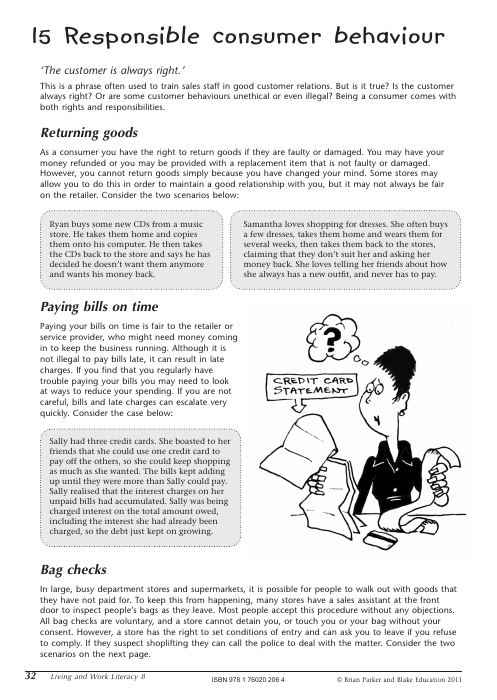 15 Responsible consumer behaviour
'The customer is always right.'
This is a phrase often used to train sales staff in good customer relations. But is it true? Is the customer
always right? Or are some customer behaviours unethical or even illegal? Being a consumer comes with
both rights and responsibilities.
Returning goods
As a consumer you have the right to return goods if they are faulty or damaged. You may have your
money refunded or you may be provided with a replacement item that is not faulty or damaged.
However, you cannot return goods simply because you have changed your mind. Some stores may
allow you to do this in order to maintain a good relationship with you, but it may not always be fair
on the retailer. Consider the two scenarios below:
Ryan buys some new CDs from a music
store. He takes them home and copies
them onto his computer. He then takes
the CDs back to the store and says he has
decided he doesn't want them anymore
and wants his money back.
Samantha loves shopping for dresses. She often buys
a few dresses, takes them home and wears them for
several weeks, then takes them back to the stores,
claiming that they don't suit her and asking her
money back. She loves telling her friends about how
she always has a new outfit, and never has to pay.
Paying bills on time
Paying your bills on time is fair to the retailer or
service provider, who might need money coming
in to keep the business running. Although it is
not illegal to pay bills late, it can result in late
charges. If you find that you regularly have
trouble paying your bills you may need to look
at ways to reduce your spending. If you are not
careful, bills and late charges can escalate very
quickly. Consider the case below:
?
CREDIT CARD
STATEMENT
Sally had three credit cards. She boasted to her
friends that she could use one credit card to
pay off the others, so she could keep shopping
as much as she wanted. The bills kept adding
up until they were more than Sally could pay.
Sally realised that the interest charges on her
unpaid bills had accumulated. Sally was being
charged interest on the total amount owed,
including the interest she had already been
charged, so the debt just kept on growing.
Bag checks
In large, busy department stores and supermarkets, it is possible for people to walk out with goods that
they have not paid for. To keep this from happening, many stores have a sales assistant at the front
door to inspect people's bags as they leave. Most people accept this procedure without any objections.
All bag checks are voluntary, and a store cannot detain you, or touch you or your bag without your
consent. However, a store has the right to set conditions of entry and can ask you to leave if you refuse
to comply. If they suspect shoplifting they can call the police to deal with the matter. Consider the two
scenarios on the next page.
32 Living and Work Literacy 8 ISBN 978 1 76020 206 4 © Brian Parker and Blake Education 2011